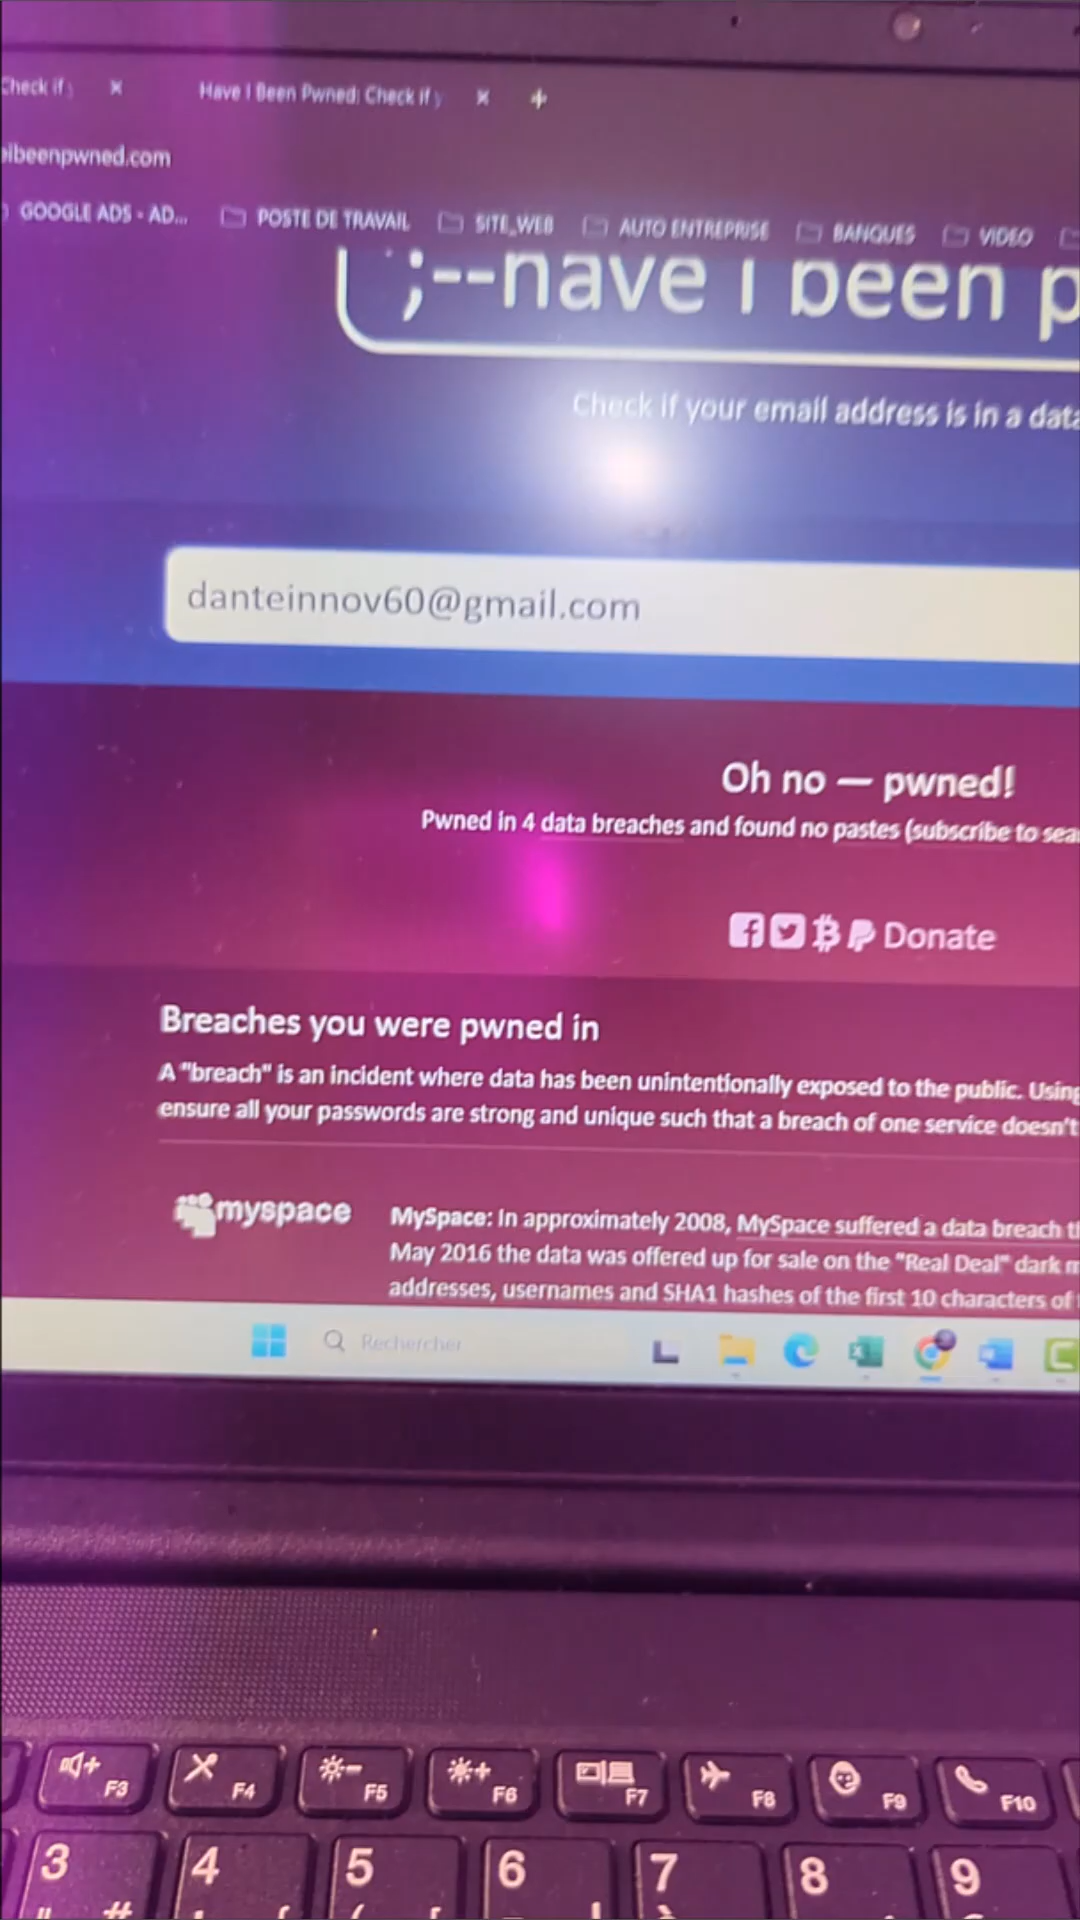 Check if y
Have I Been Pwned: Check if y
ibeenpwned.com
GOOGLE ADS - AD... POSTE DE TRAVAIL SITE_WEB AUTO ENTREPRISE BANQUES VIDEO
';--have i been p
Check if your email address is in a data
danteinnov60@gmail.com
Oh no — pwned!
Pwned in 4 data breaches and found no pastes (subscribe to sea
Donate
Breaches you were pwned in
A "breach" is an incident where data has been unintentionally exposed to the public. Using
ensure all your passwords are strong and unique such that a breach of one service doesn't
myspace
MySpace: In approximately 2008, MySpace suffered a data breach th
May 2016 the data was offered up for sale on the "Real Deal" dark m
addresses, usernames and SHA1 hashes of the first 10 characters of
Rechercher
F3 F4 F5 F6 F7 F8 F9 F10
3 4 5 6 7 8 9
" #